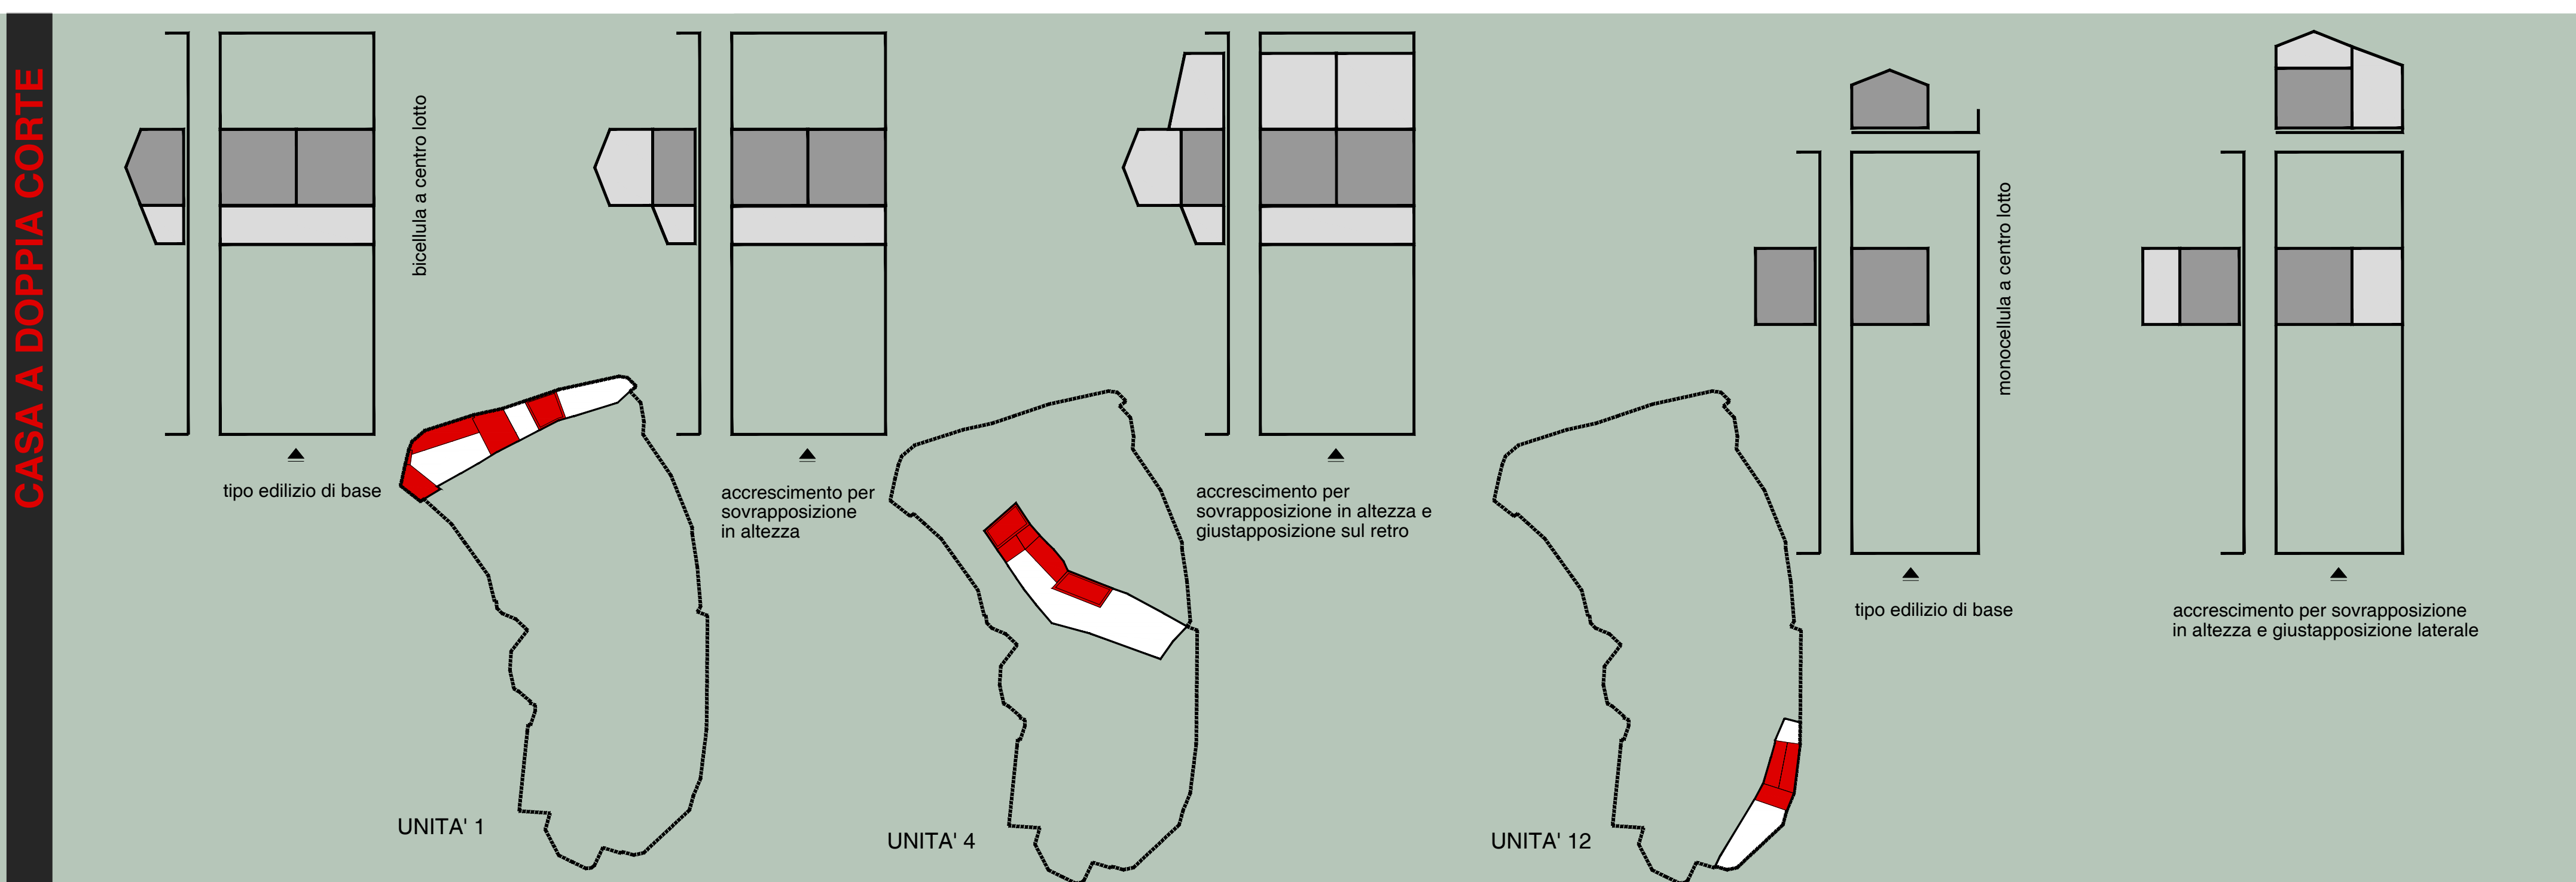 CASA A DOPPIA CORTE
bicellula a centro lotto
monocellula a centro lotto
tipo edilizio di base
accrescimento per
sovrapposizione
in altezza
accrescimento per
sovrapposizione in altezza e
giustapposizione sul retro
tipo edilizio di base
accrescimento per sovrapposizione
in altezza e giustapposizione laterale
UNITA' 1
UNITA' 4
UNITA' 12